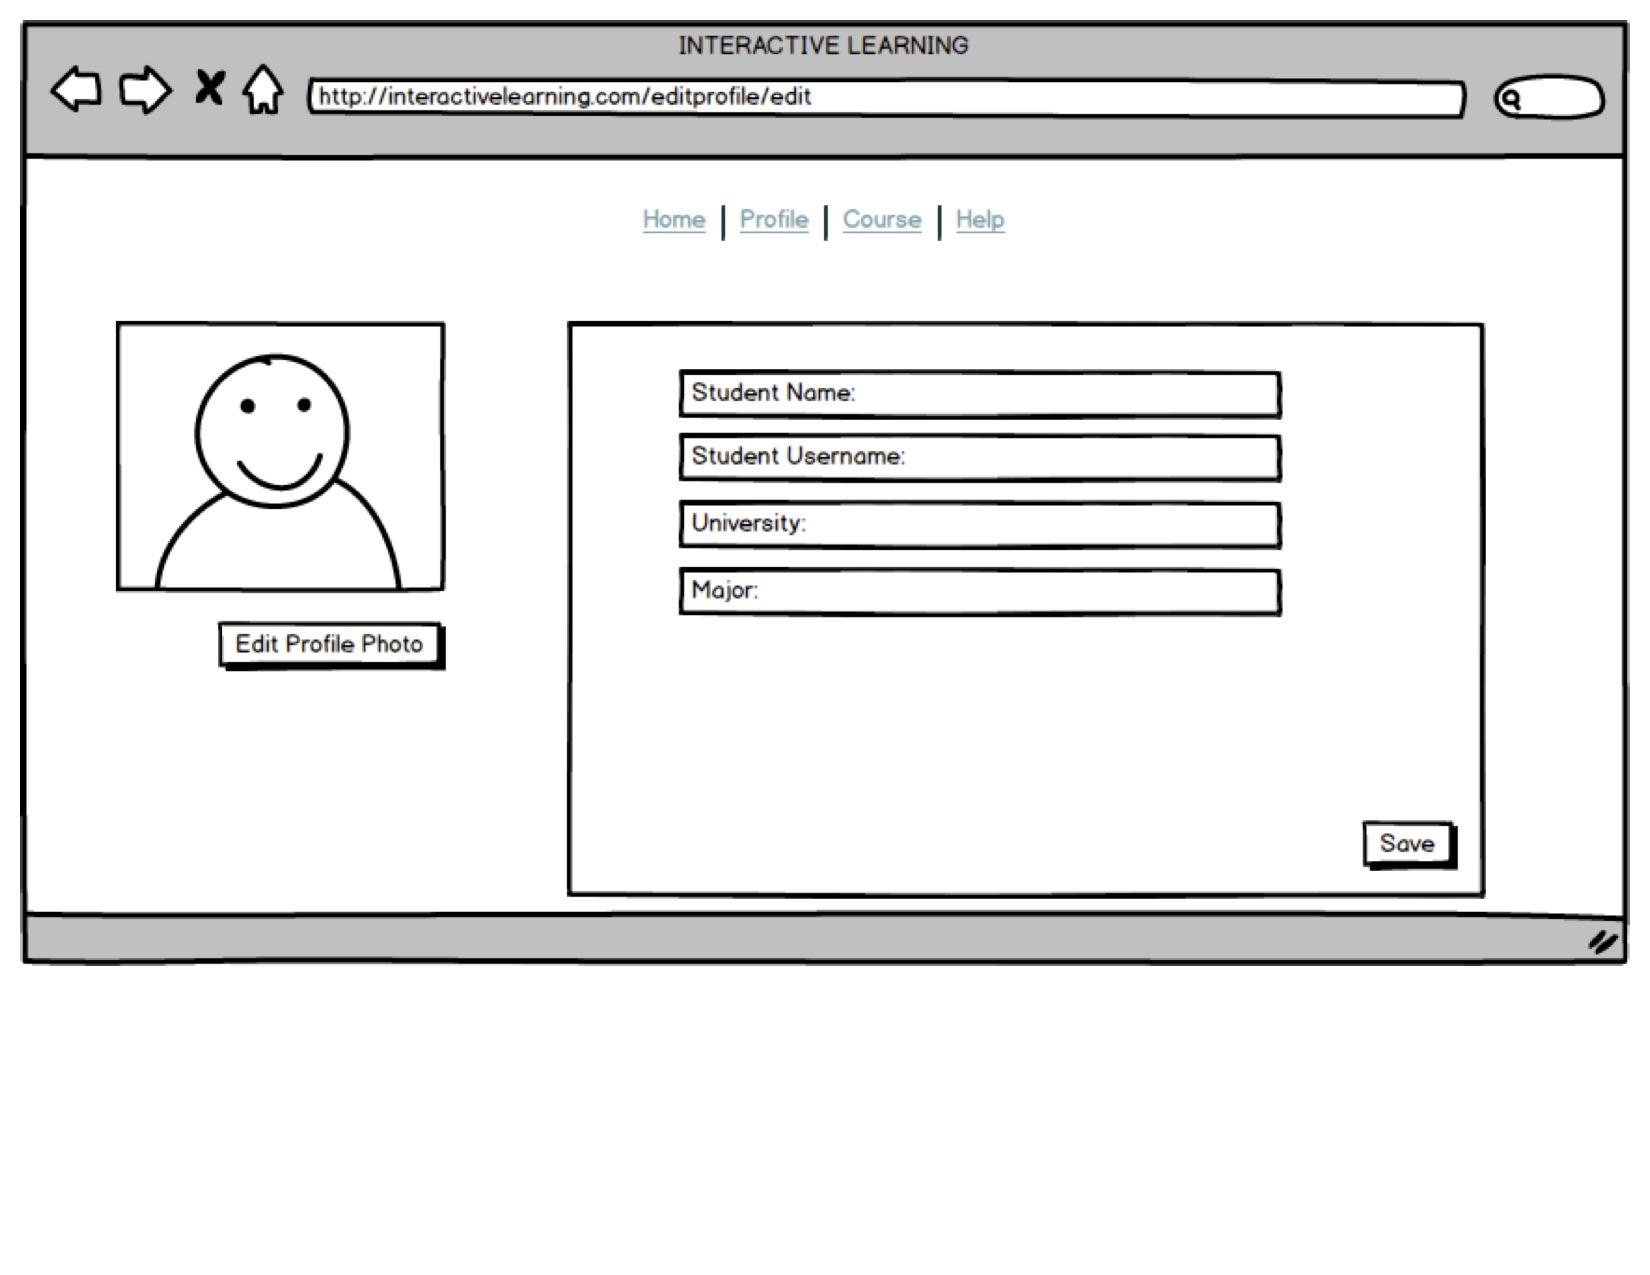 INTERACTIVE LEARNING
http://interactivelearning.com/editprofile/edit
Home | Profile | Course | Help
Student Name:
Student Username:
University:
Major:
Edit Profile Photo
Save